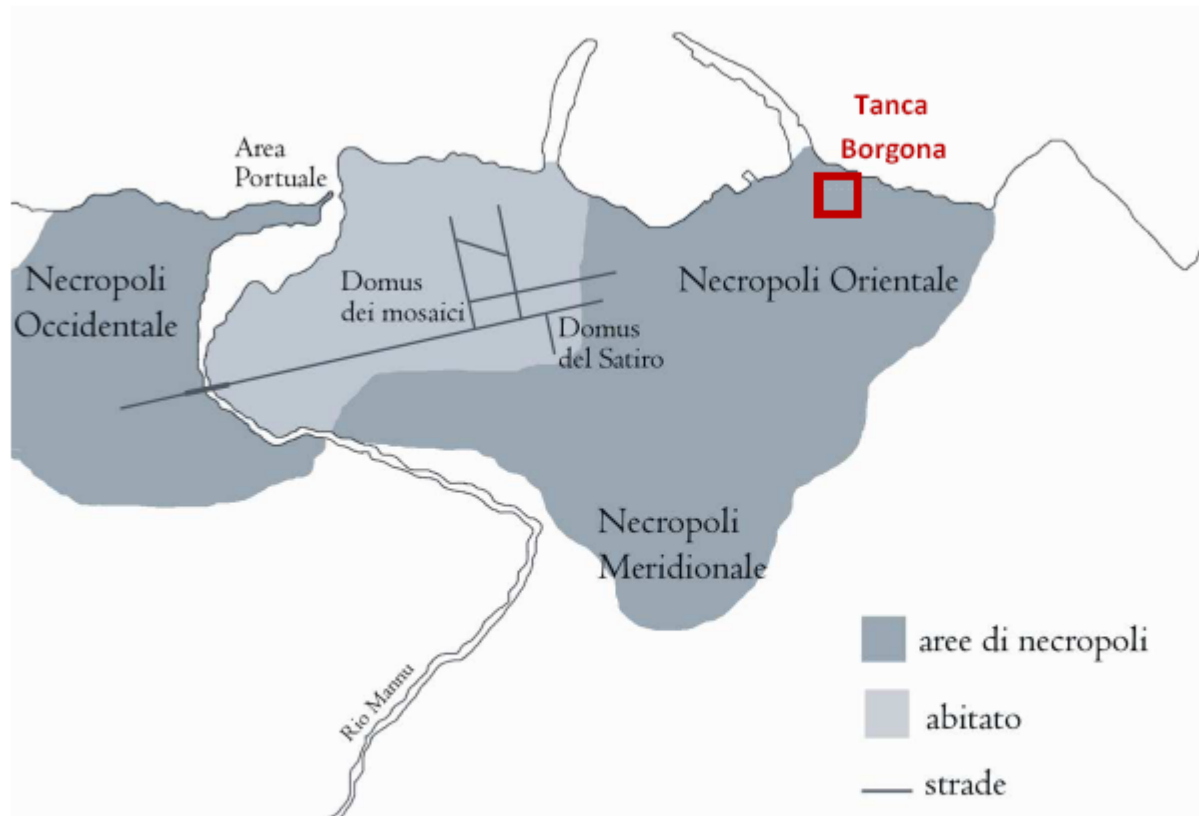 Tanca
Borgona
Area
Portuale
Necropoli
Occidentale
Domus
dei mosaici
Necropoli Orientale
Domus
del Satiro
Necropoli
Meridionale
Rio Mannu
aree di necropoli
abitato
strade